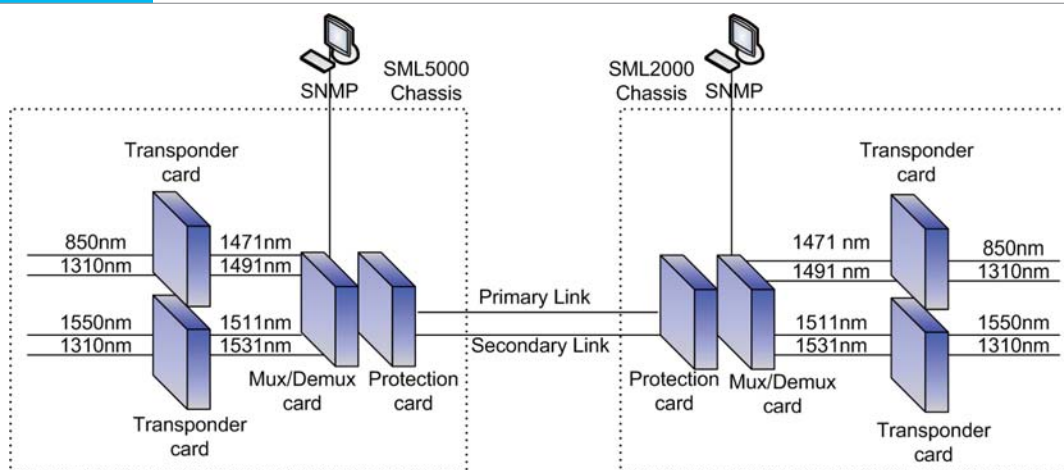 SNMP
SML5000
Chassis
SML2000
Chassis
SNMP
Transponder
card
850nm
1310nm
1471nm
1491nm
1550nm
1310nm
1511nm
1531nm
Transponder
card
Mux/Demux
card
Protection
card
Primary Link
Secondary Link
Protection
card
Mux/Demux
card
Transponder
card
1471 nm
1491 nm
850nm
1310nm
1511nm
1531nm
1550nm
1310nm
Transponder
card